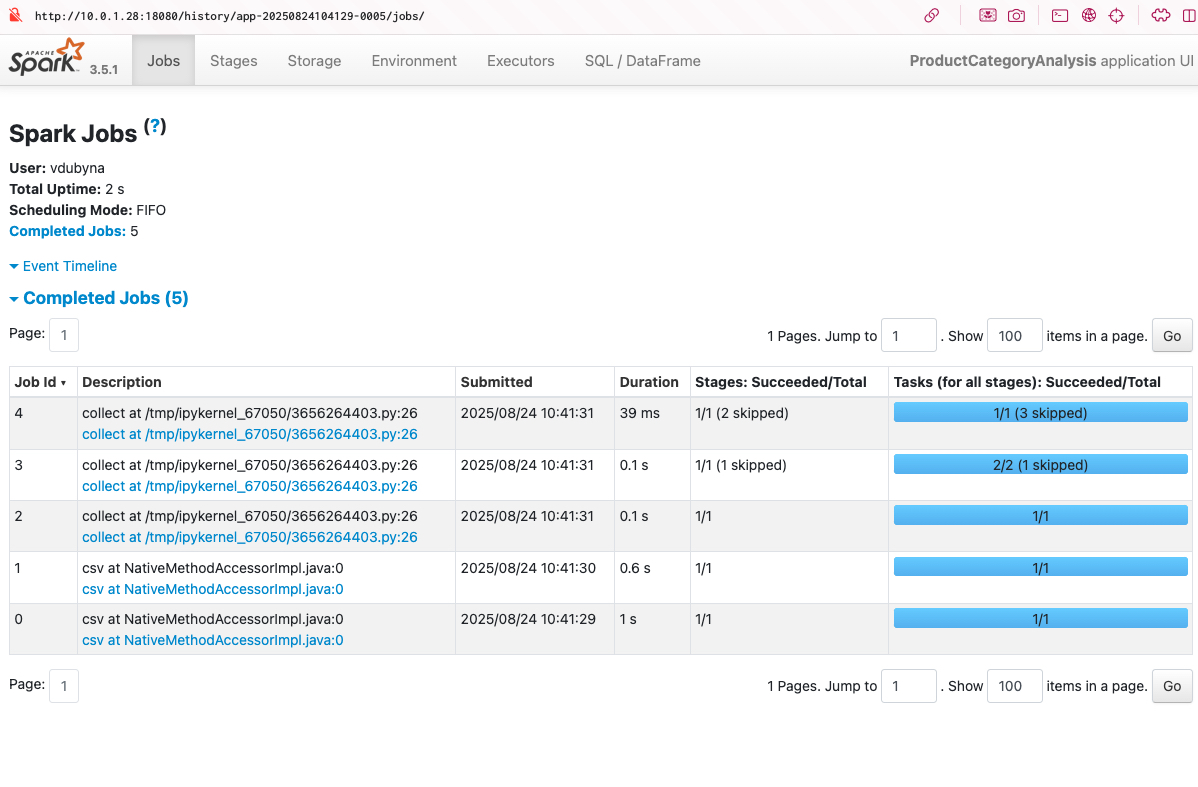 http://10.0.1.28:18080/history/app-20250824104129-0005/jobs/
APACHE Spark 3.5.1 Jobs Stages Storage Environment Executors SQL / DataFrame ProductCategoryAnalysis application UI
Spark Jobs (?)
User: vdubyna
Total Uptime: 2 s
Scheduling Mode: FIFO
Completed Jobs: 5
Event Timeline
Completed Jobs (5)
Page: 1 1 Pages. Jump to 1 . Show 100 items in a page. Go
Job Id ▾ Description Submitted Duration Stages: Succeeded/Total Tasks (for all stages): Succeeded/Total
4 collect at /tmp/ipykernel_67050/3656264403.py:26 2025/08/24 10:41:31 39 ms 1/1 (2 skipped) 1/1 (3 skipped)
collect at /tmp/ipykernel_67050/3656264403.py:26
3 collect at /tmp/ipykernel_67050/3656264403.py:26 2025/08/24 10:41:31 0.1 s 1/1 (1 skipped) 2/2 (1 skipped)
collect at /tmp/ipykernel_67050/3656264403.py:26
2 collect at /tmp/ipykernel_67050/3656264403.py:26 2025/08/24 10:41:31 0.1 s 1/1 1/1
collect at /tmp/ipykernel_67050/3656264403.py:26
1 csv at NativeMethodAccessorImpl.java:0 2025/08/24 10:41:30 0.6 s 1/1 1/1
csv at NativeMethodAccessorImpl.java:0
0 csv at NativeMethodAccessorImpl.java:0 2025/08/24 10:41:29 1 s 1/1 1/1
csv at NativeMethodAccessorImpl.java:0
Page: 1 1 Pages. Jump to 1 . Show 100 items in a page. Go